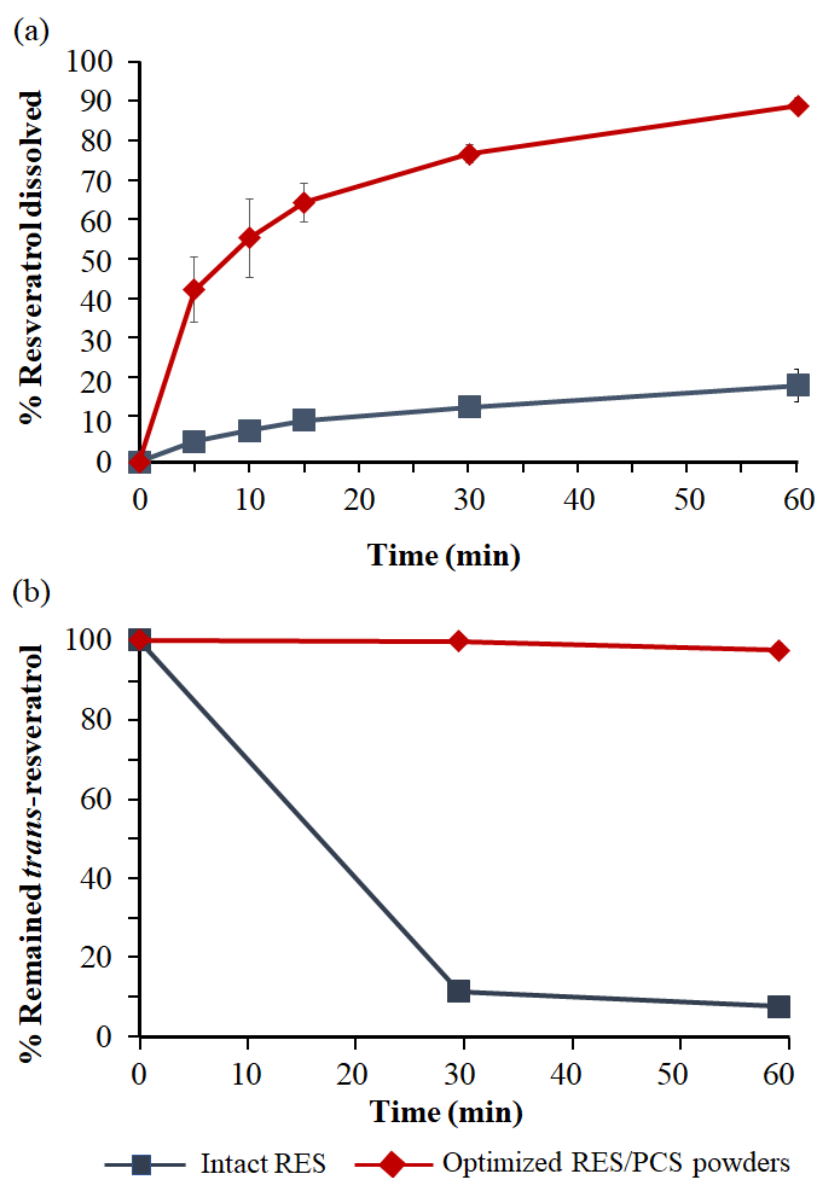 (a)
% Resveratrol dissolved
100
90
80
70
60
50
40
30
20
10
0
0 10 20 30 40 50 60
Time (min)
(b)
% Remained trans-resveratrol
100
80
60
40
20
0
0 10 20 30 40 50 60
Time (min)
Intact RES Optimized RES/PCS powders